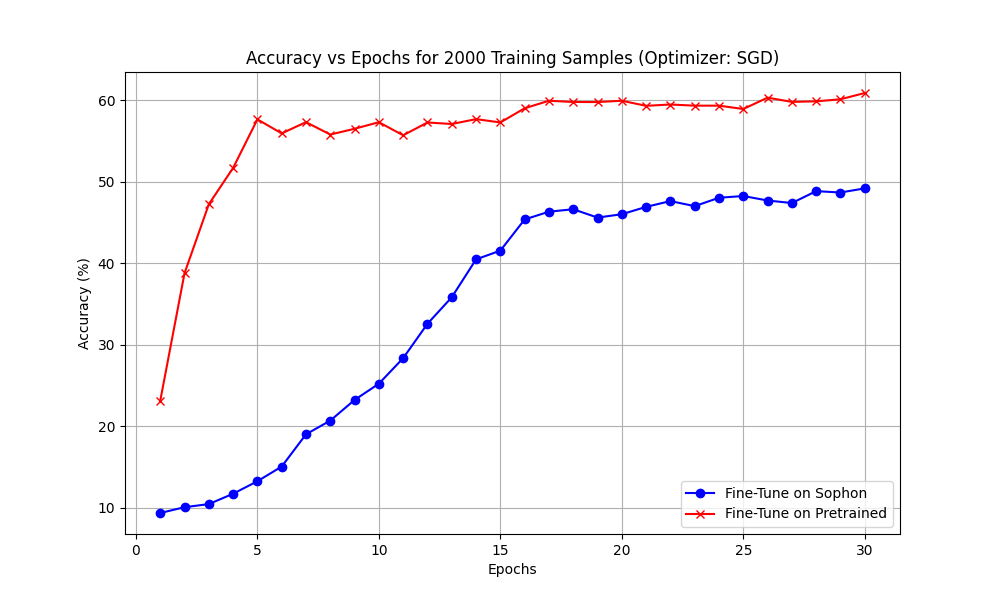 Accuracy vs Epochs for 2000 Training Samples (Optimizer: SGD)
Accuracy (%)
60
50
40
30
20
10
0 5 10 15 20 25 30
Epochs
Fine-Tune on Sophon
Fine-Tune on Pretrained